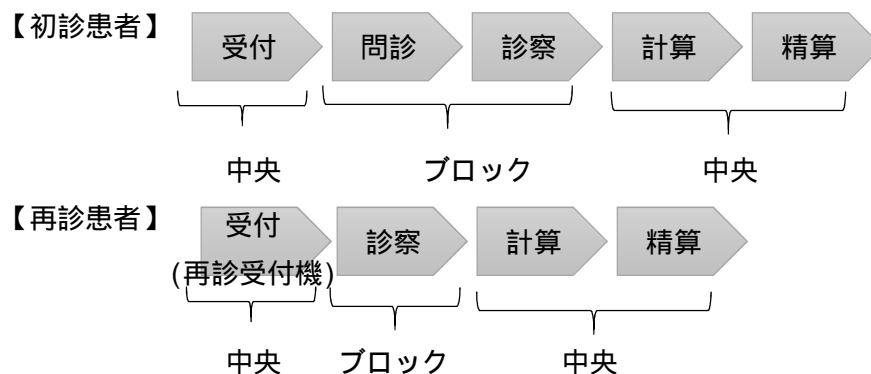 【初診患者】
受付 問診 診察 計算 精算
中央 ブロック 中央
【再診患者】
受付 診察 計算 精算
(再診受付機)
中央 ブロック 中央